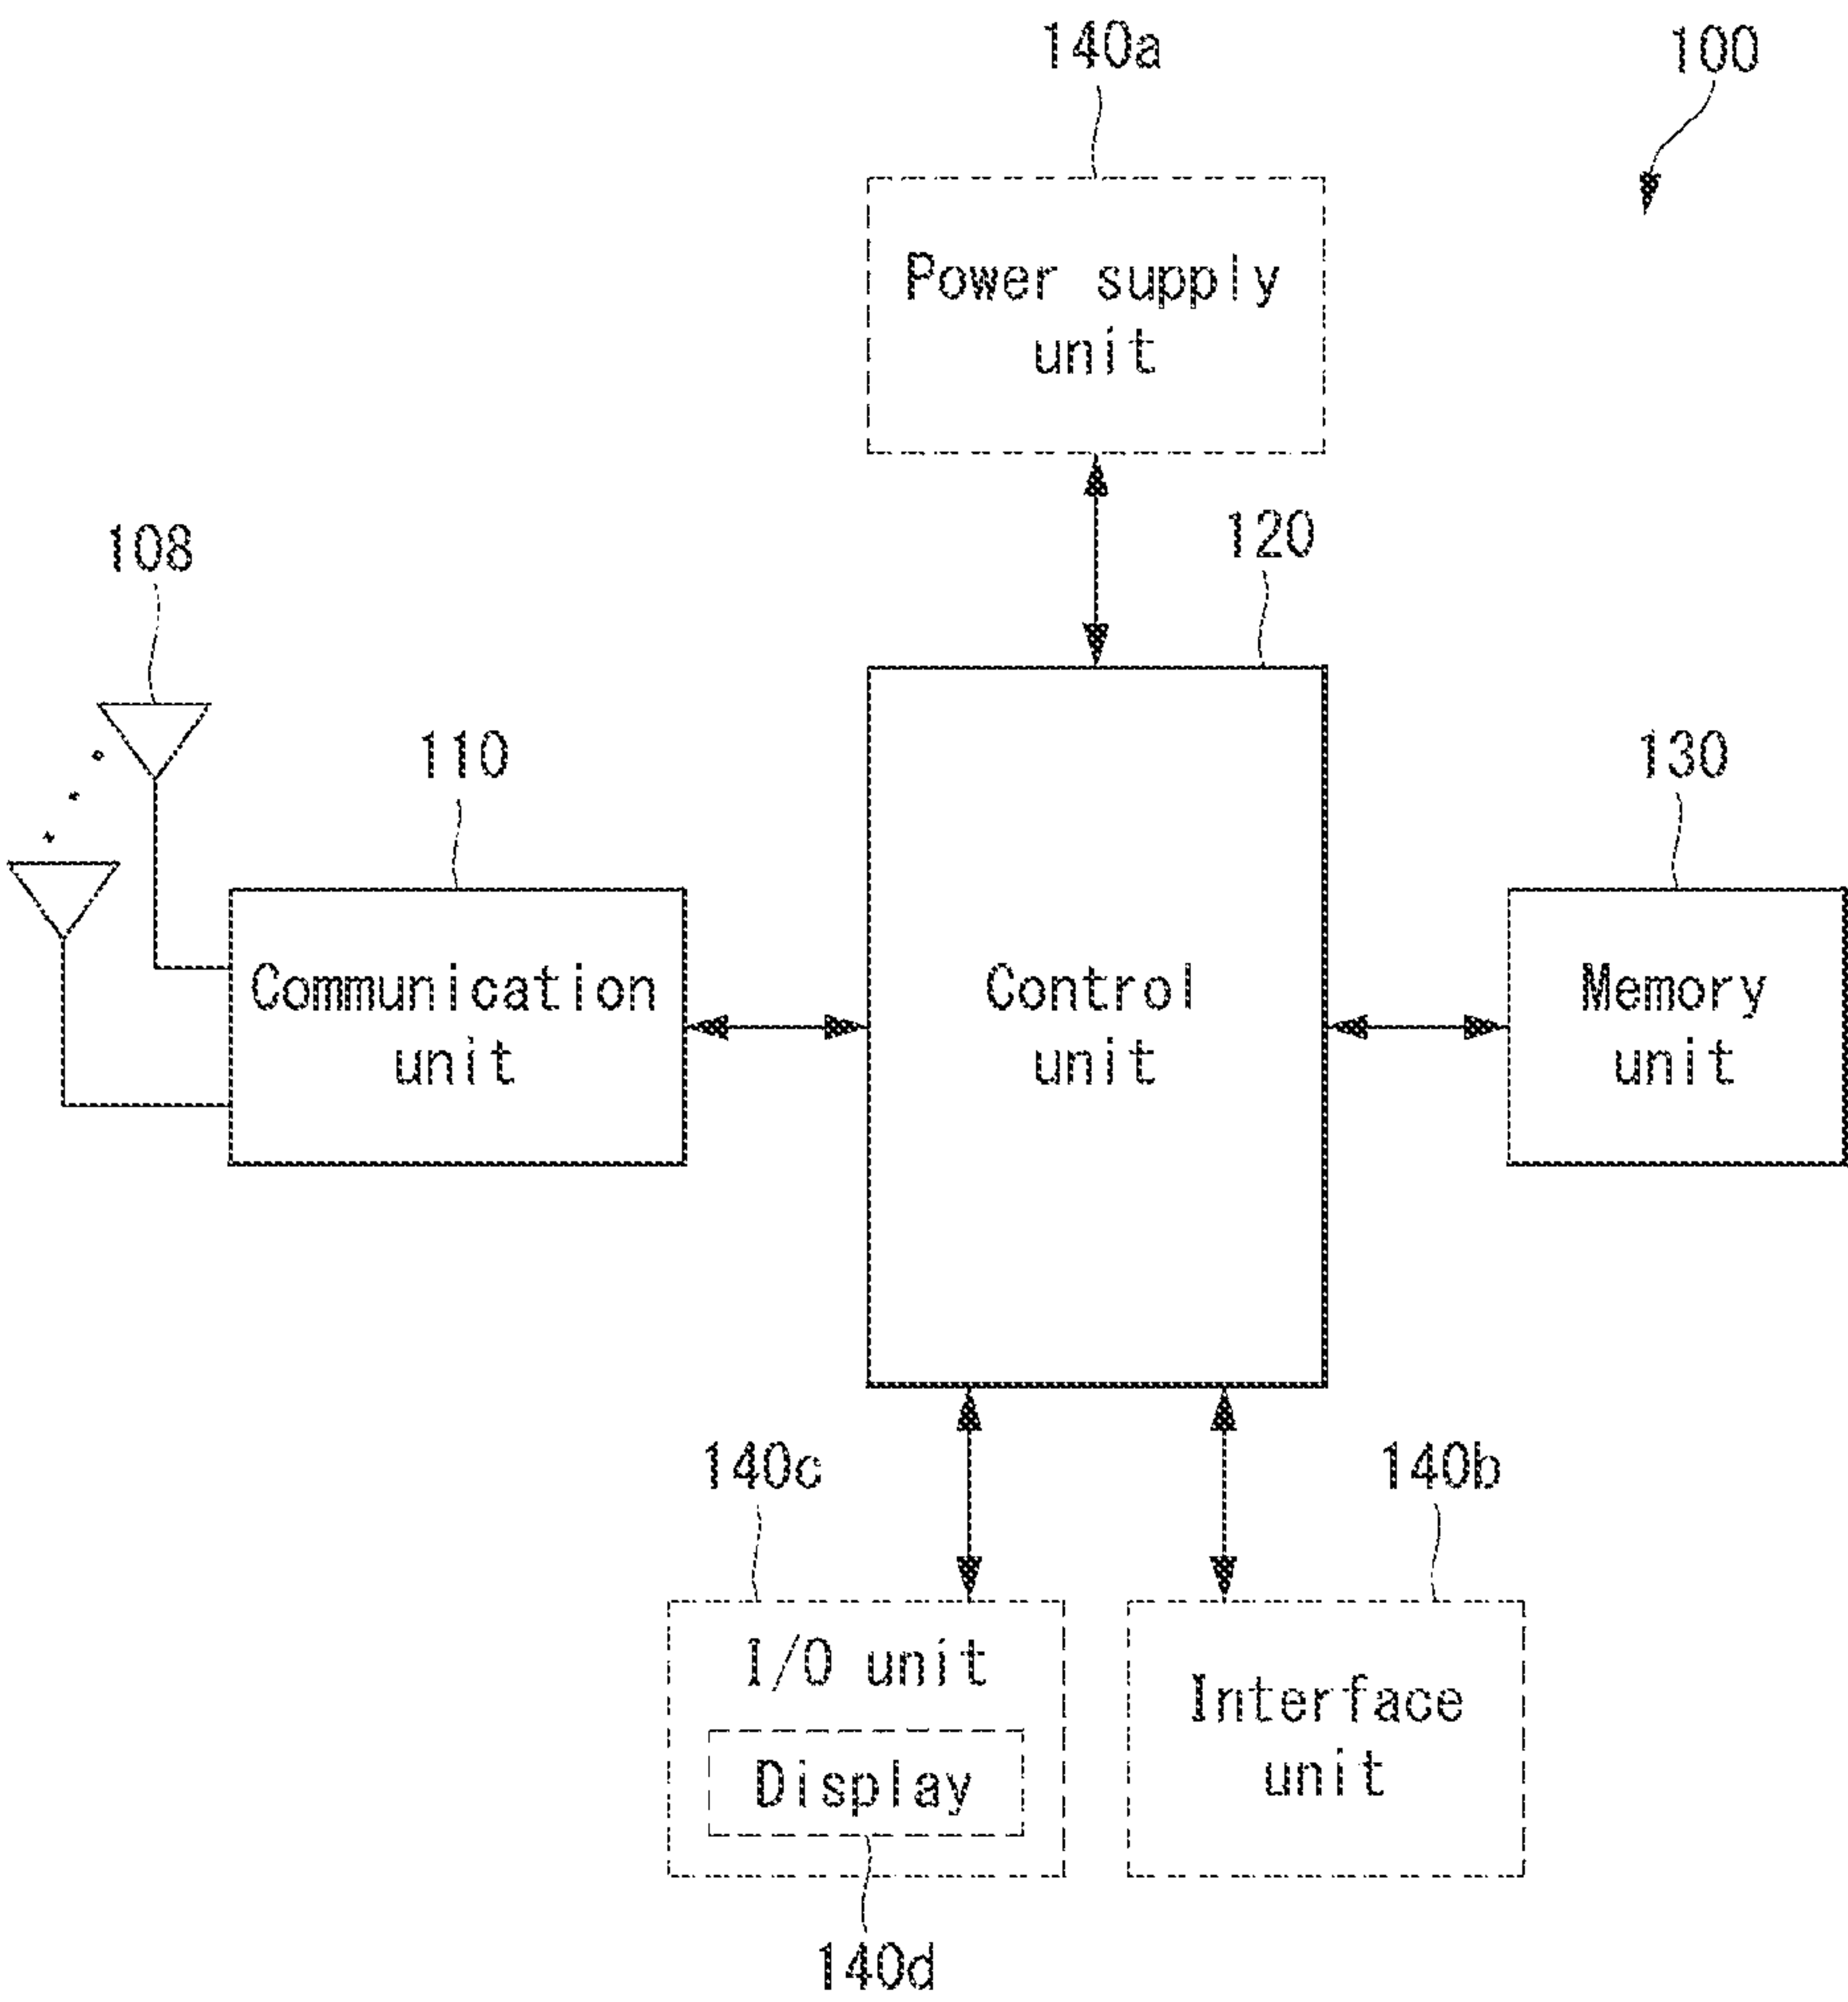 140a
100
Power supply
unit
108
120
110
130
Communication
unit
Control
unit
Memory
unit
140c
140b
I/O unit
Display
Interface
unit
140d